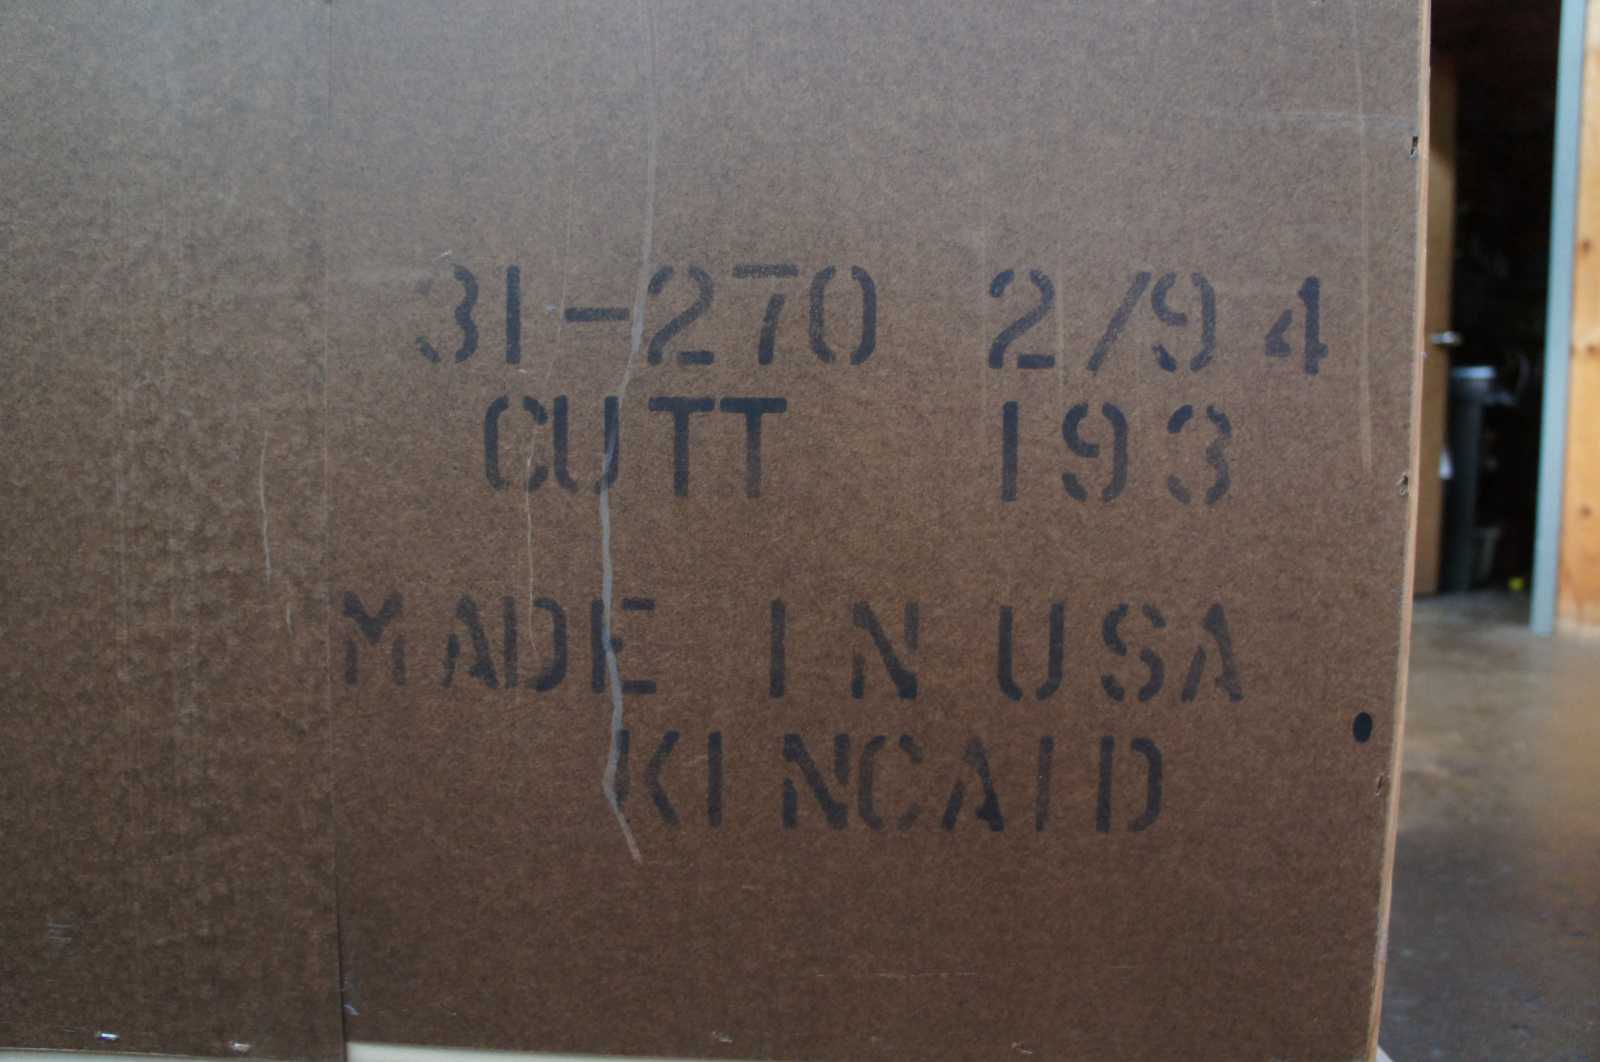 31-270 2/94
CUTT 193
MADE IN USA
KINCAID